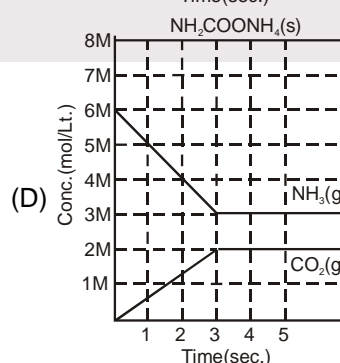 Time(sec.)
NH₂COONH₄(s)
8M
7M
6M
5M
4M
3M
2M
1M
Conc.(mol/Lt.)
(D)
NH₃(g
CO₂(g
1 2 3 4 5
Time(sec.)